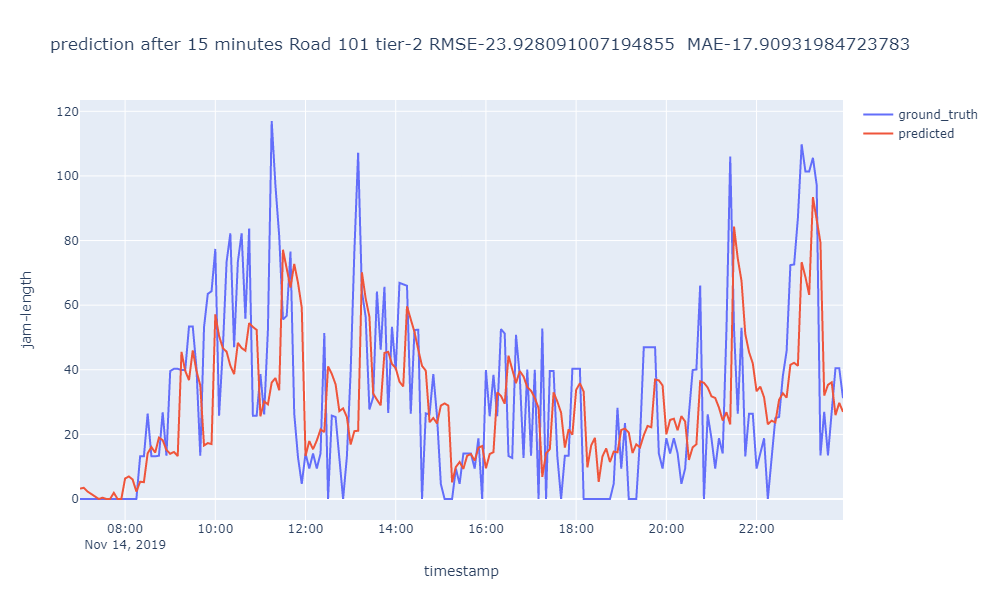 prediction after 15 minutes Road 101 tier-2 RMSE-23.928091007194855 MAE-17.90931984723783
ground_truth
predicted
jam-length
120
100
80
60
40
20
0
08:00 10:00 12:00 14:00 16:00 18:00 20:00 22:00
Nov 14, 2019
timestamp